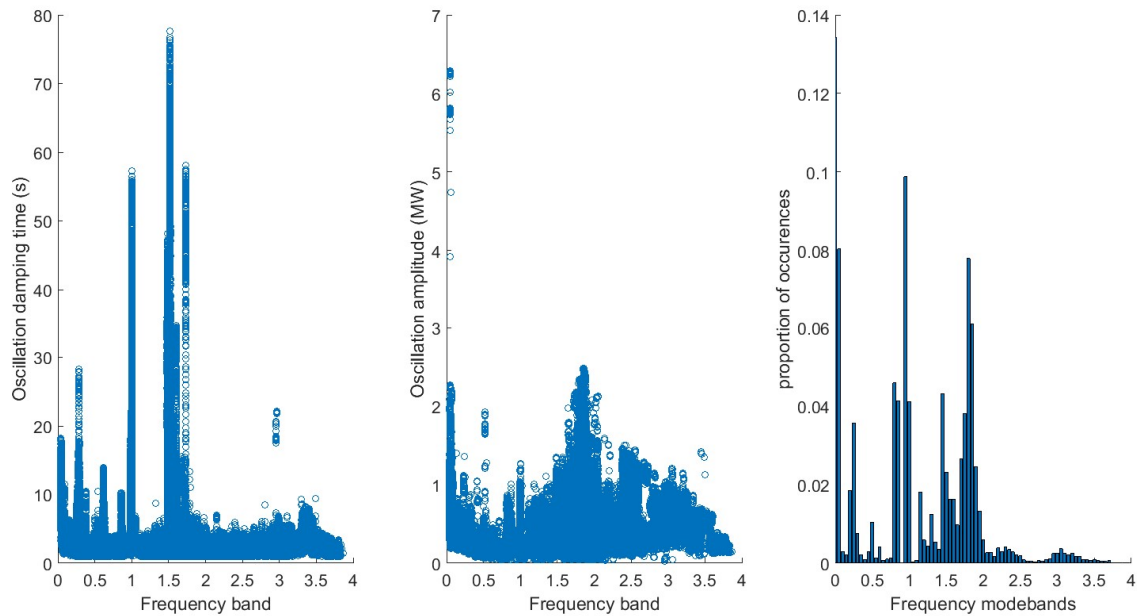 80
70
60
50
40
30
20
10
0
Oscillation damping time (s)
0 0.5 1 1.5 2 2.5 3 3.5 4
Frequency band
7
6
5
4
3
2
1
0
Oscillation amplitude (MW)
0 0.5 1 1.5 2 2.5 3 3.5 4
Frequency band
0.14
0.12
0.1
0.08
0.06
0.04
0.02
0
proportion of occurences
0 0.5 1 1.5 2 2.5 3 3.5 4
Frequency modebands